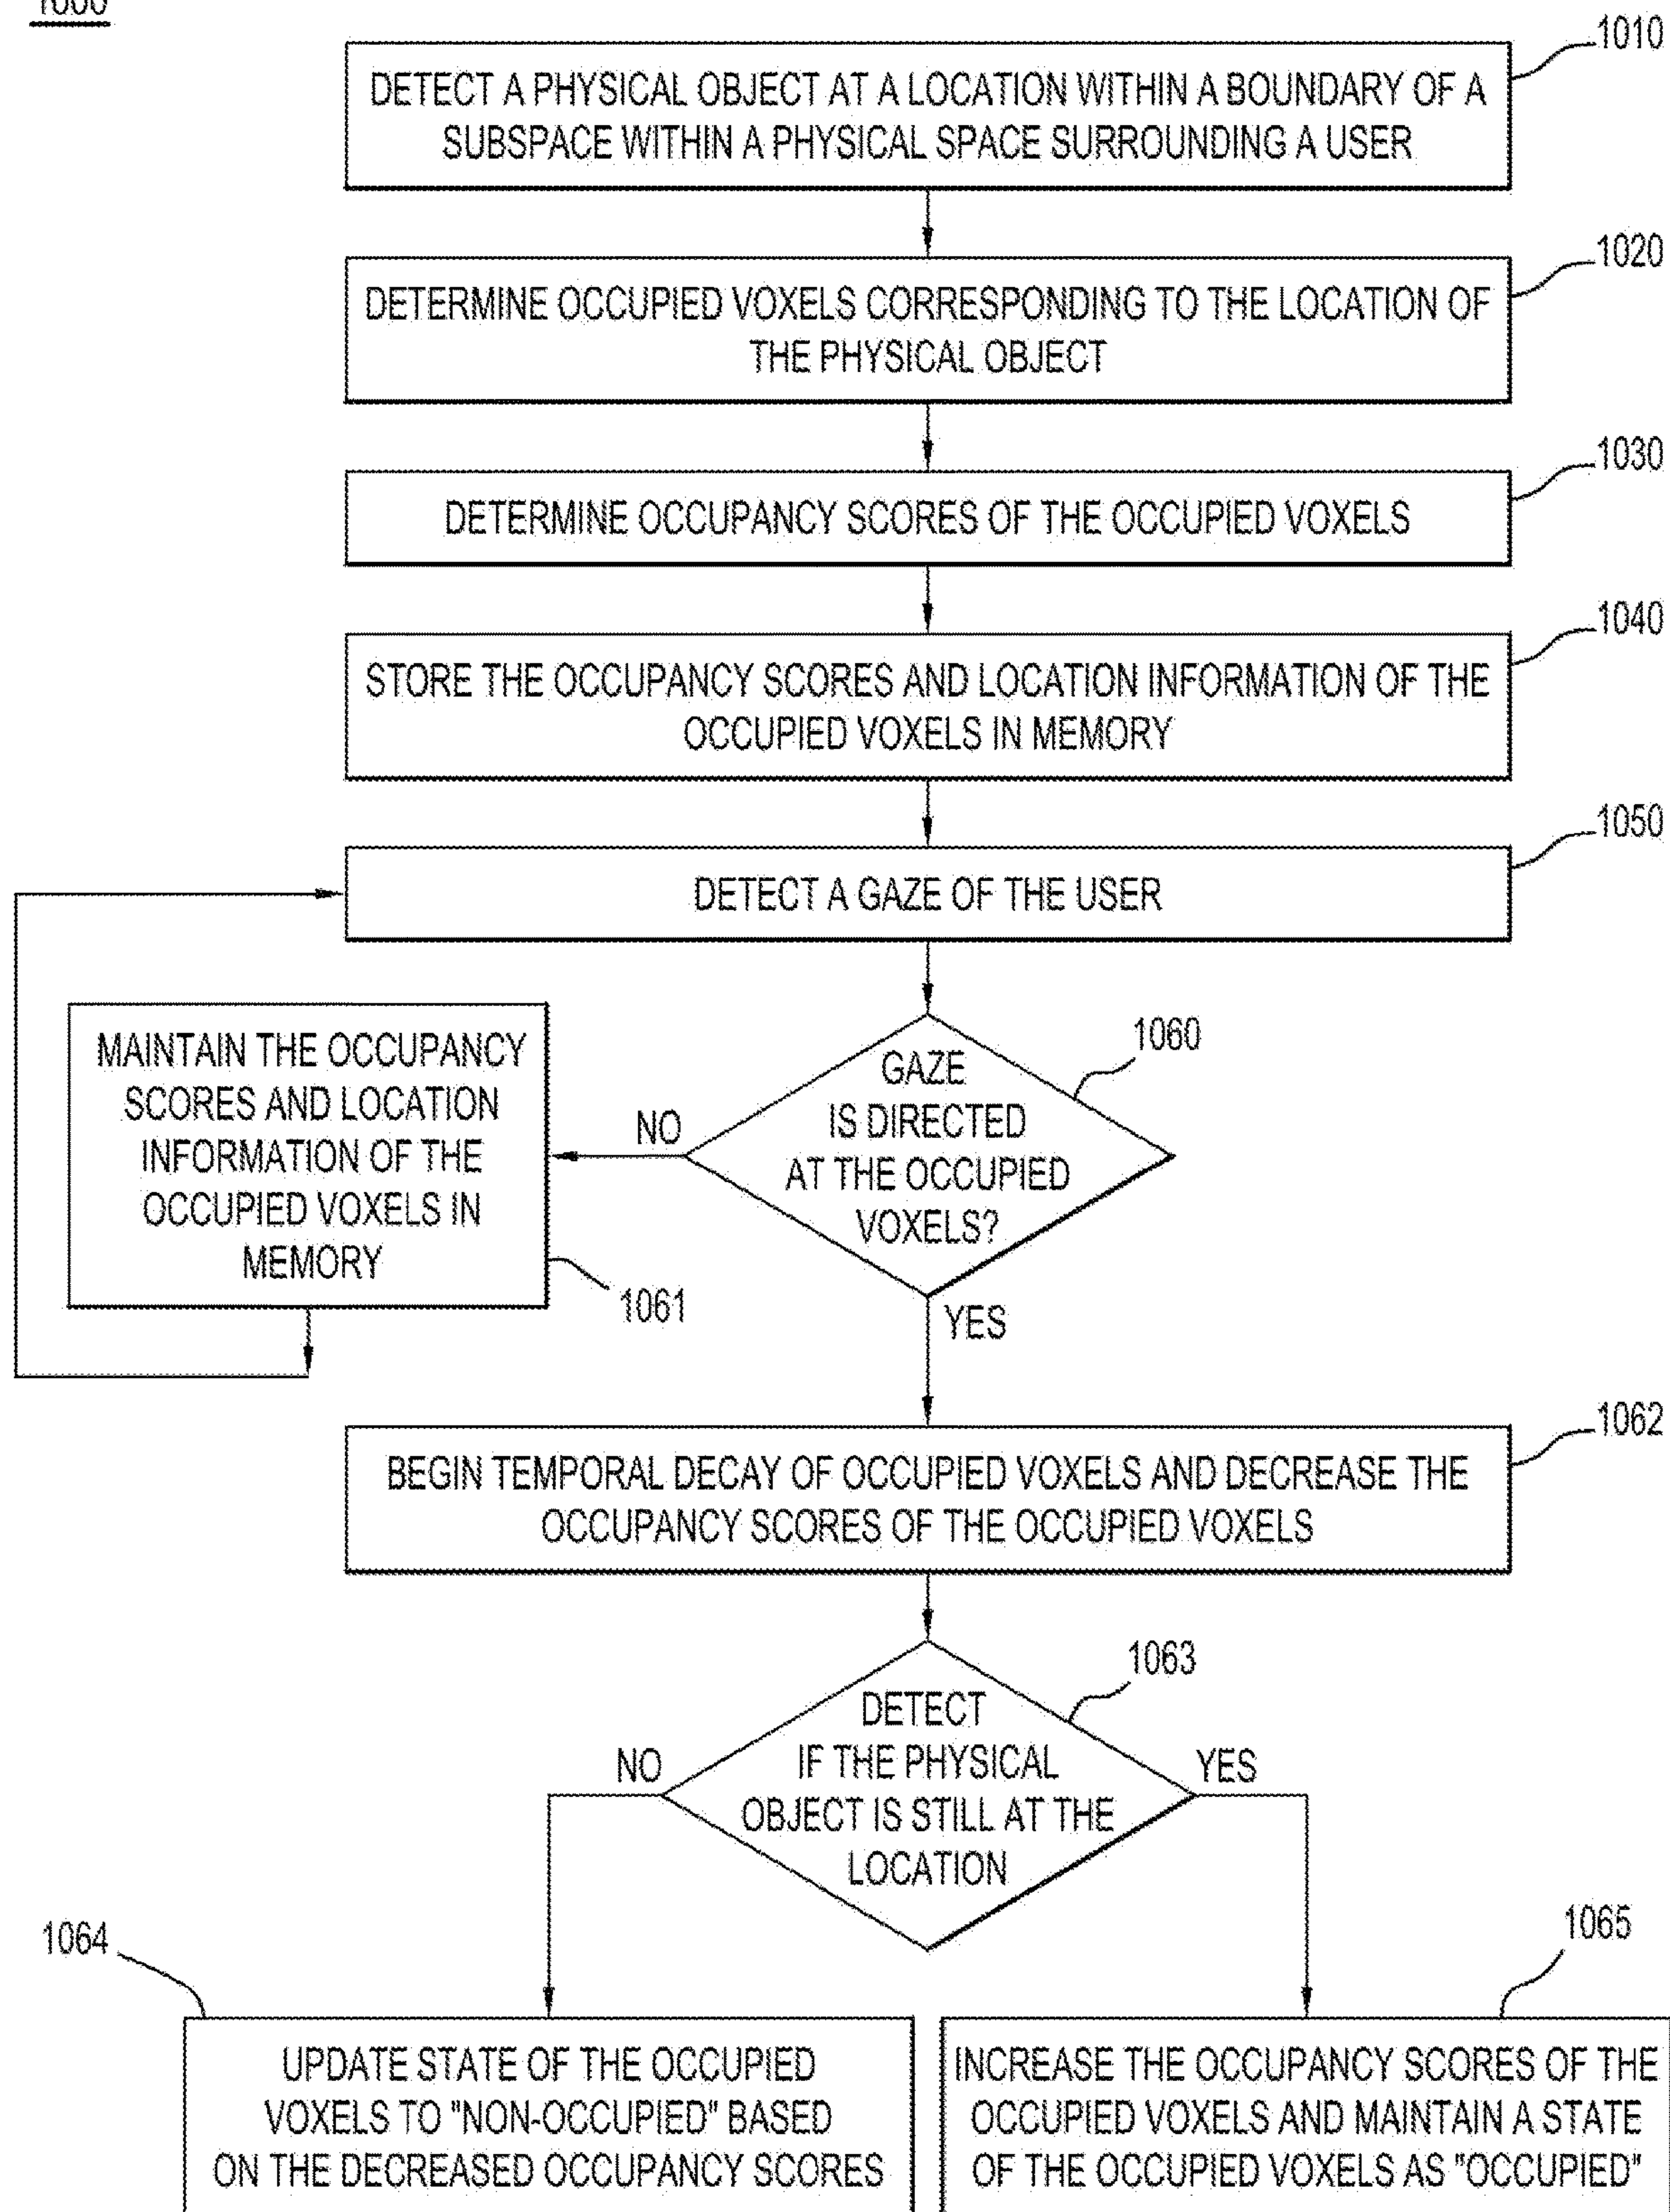 1010
DETECT A PHYSICAL OBJECT AT A LOCATION WITHIN A BOUNDARY OF A
SUBSPACE WITHIN A PHYSICAL SPACE SURROUNDING A USER
1020
DETERMINE OCCUPIED VOXELS CORRESPONDING TO THE LOCATION OF
THE PHYSICAL OBJECT
1030
DETERMINE OCCUPANCY SCORES OF THE OCCUPIED VOXELS
1040
STORE THE OCCUPANCY SCORES AND LOCATION INFORMATION OF THE
OCCUPIED VOXELS IN MEMORY
1050
DETECT A GAZE OF THE USER
1060
GAZE
IS DIRECTED
AT THE OCCUPIED
VOXELS?
NO
MAINTAIN THE OCCUPANCY
SCORES AND LOCATION
INFORMATION OF THE
OCCUPIED VOXELS IN
MEMORY
1061
YES
1062
BEGIN TEMPORAL DECAY OF OCCUPIED VOXELS AND DECREASE THE
OCCUPANCY SCORES OF THE OCCUPIED VOXELS
1063
DETECT
IF THE PHYSICAL
OBJECT IS STILL AT THE
LOCATION
NO
YES
1064
UPDATE STATE OF THE OCCUPIED
VOXELS TO "NON-OCCUPIED" BASED
ON THE DECREASED OCCUPANCY SCORES
1065
INCREASE THE OCCUPANCY SCORES OF THE
OCCUPIED VOXELS AND MAINTAIN A STATE
OF THE OCCUPIED VOXELS AS "OCCUPIED"